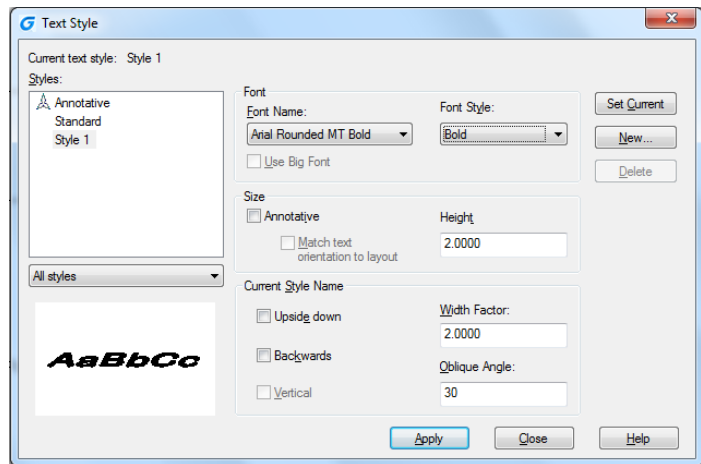 Text Style
Current text style: Style 1
Styles:
Annotative
Standard
Style 1
All styles
AaBbCc
Font
Font Name:
Font Style:
Arial Rounded MT Bold
Bold
Use Big Font
Size
Annotative
Match text
orientation to layout
Height
2.0000
Current Style Name
Upside down
Backwards
Vertical
Width Factor:
2.0000
Oblique Angle:
30
Set Current
New...
Delete
Apply
Close
Help